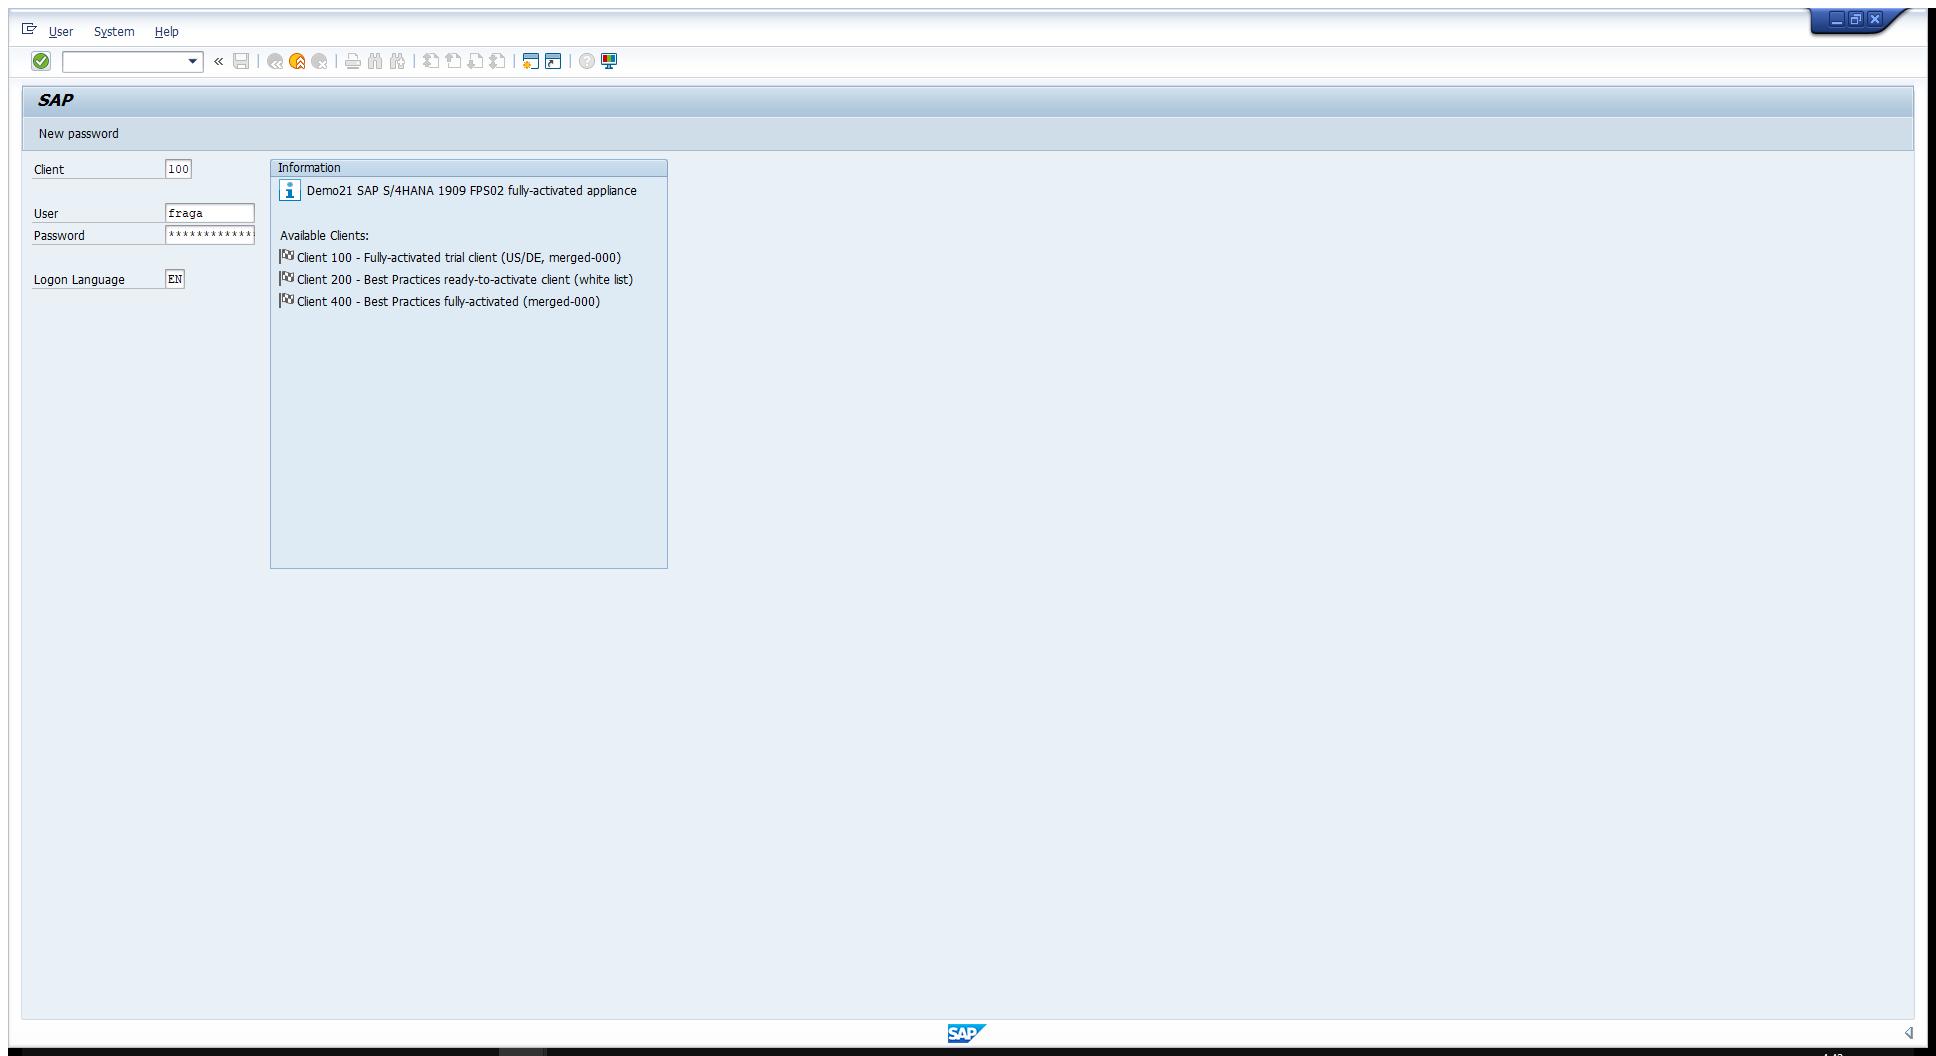 User System Help
SAP
New password
Client 100
User fraga
Password *************
Logon Language EN
Information
Demo21 SAP S/4HANA 1909 FPS02 fully-activated appliance
Available Clients:
Client 100 - Fully-activated trial client (US/DE, merged-000)
Client 200 - Best Practices ready-to-activate client (white list)
Client 400 - Best Practices fully-activated (merged-000)
SAP